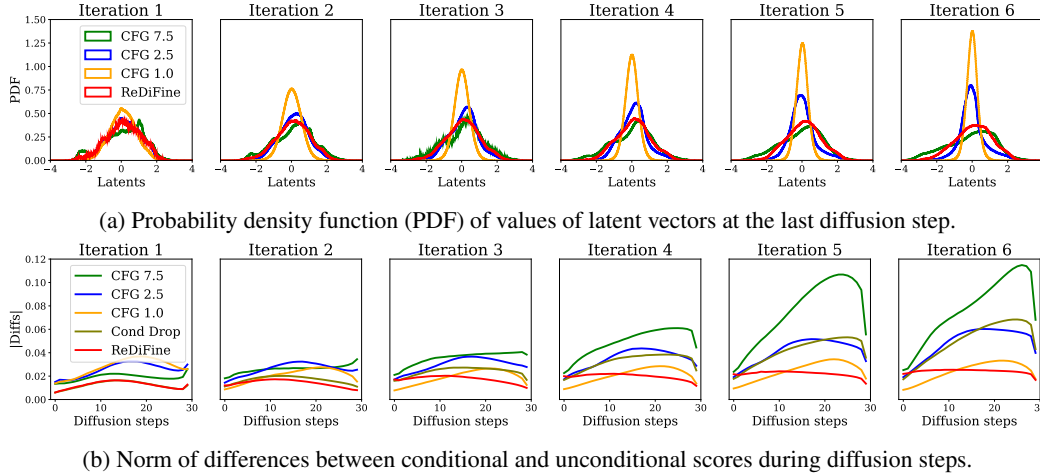 Iteration 1 Iteration 2 Iteration 3 Iteration 4 Iteration 5 Iteration 6
1.50
1.25
1.00
0.75
0.50
0.25
0.00
PDF
CFG 7.5
CFG 2.5
CFG 1.0
ReDiFine
−4 −2 0 2 4 −4 −2 0 2 4 −4 −2 0 2 4 −4 −2 0 2 4 −4 −2 0 2 4 −4 −2 0 2
Latents Latents Latents Latents Latents Latents
(a) Probability density function (PDF) of values of latent vectors at the last diffusion step.
Iteration 1 Iteration 2 Iteration 3 Iteration 4 Iteration 5 Iteration 6
0.12
0.10
0.08
0.06
0.04
0.02
0.00
|Diffs|
CFG 7.5
CFG 2.5
CFG 1.0
Cond Drop
ReDiFine
0 10 20 30 0 10 20 30 0 10 20 30 0 10 20 30 0 10 20 30 0 10 20 30
Diffusion steps Diffusion steps Diffusion steps Diffusion steps Diffusion steps Diffusion steps
(b) Norm of differences between conditional and unconditional scores during diffusion steps.